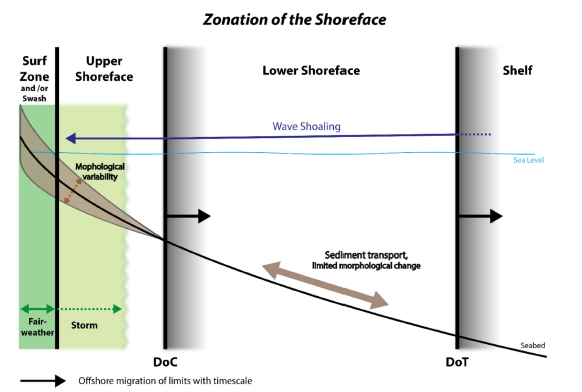 Zonation of the Shoreface
Surf
Zone
and /or
Swash
Upper
Shoreface
Lower Shoreface
Shelf
Wave Shoaling
Sea Level
Mophological
variability
Sediment transport,
limited morphological change
Fair-
weather
Storm
Seabed
DoC
DoT
Offshore migration of limits with timescale